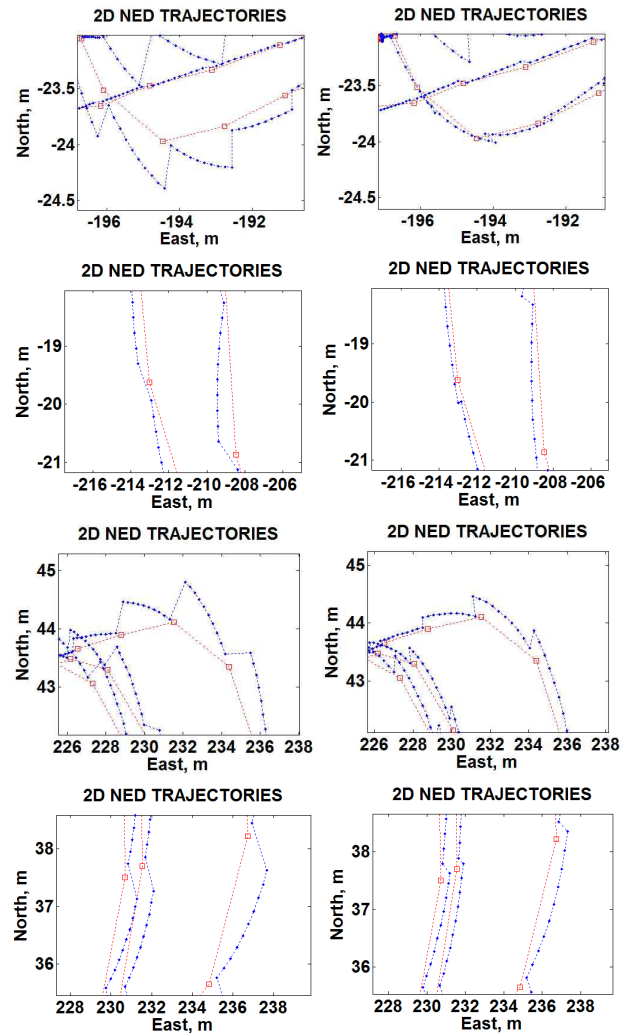 2D NED TRAJECTORIES
2D NED TRAJECTORIES
North, m
-23.5
-24
-24.5
-196
-194
-192
East, m
North, m
-23.5
-24
-24.5
-196
-194
-192
East, m
2D NED TRAJECTORIES
2D NED TRAJECTORIES
North, m
-19
-20
-21
-216 -214 -212 -210 -208 -206
East, m
North, m
-19
-20
-21
-216 -214 -212 -210 -208 -206
East, m
2D NED TRAJECTORIES
2D NED TRAJECTORIES
North, m
45
44
43
226 228 230 232 234 236 238
East, m
North, m
45
44
43
226 228 230 232 234 236 238
East, m
2D NED TRAJECTORIES
2D NED TRAJECTORIES
North, m
38
37
36
228 230 232 234 236 238 240
East, m
North, m
38
37
36
228 230 232 234 236 238 240
East, m